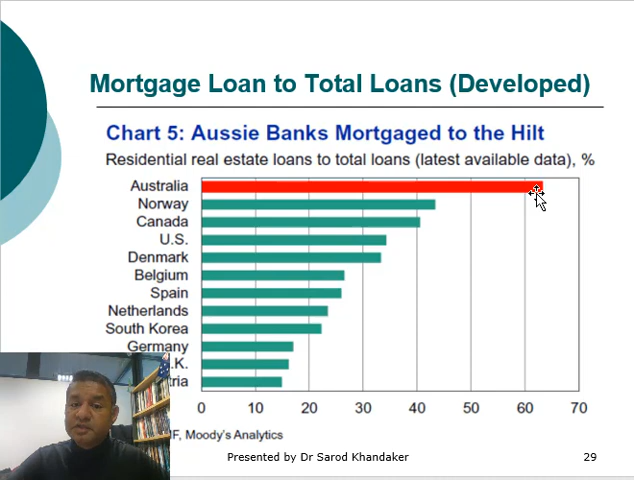 Mortgage Loan to Total Loans (Developed)
Chart 5: Aussie Banks Mortgaged to the Hilt
Residential real estate loans to total loans (latest available data), %
Australia
Norway
Canada
U.S.
Denmark
Belgium
Spain
Netherlands
South Korea
Germany
.K.
tria
0 10 20 30 40 50 60 70
IF, Moody's Analytics
Presented by Dr Sarod Khandaker
29